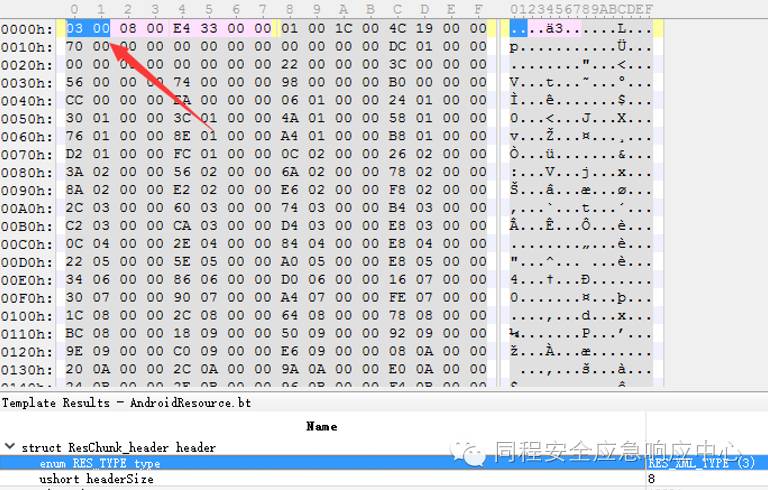 0 1 2 3 4 5 6 7 8 9 A B C D E F 0123456789ABCDEF
0000h: 03 00 08 00 E4 33 00 00 01 00 1C 00 4C 19 00 00 ....ä3......L...
0010h: 70 00 00 00 00 00 00 00 00 00 00 00 DC 01 00 00 p...........Ü...
0020h: 00 00 00 00 00 00 00 00 22 00 00 00 3C 00 00 00 ........"...<...
0030h: 56 00 00 00 74 00 00 00 98 00 00 00 B0 00 00 00 V...t...˜...°...
0040h: CC 00 00 00 EA 00 00 00 06 01 00 00 24 01 00 00 Ì...ê.......$...
0050h: 30 01 00 00 3C 01 00 00 4A 01 00 00 58 01 00 00 0...<...J...X...
0060h: 76 01 00 00 8E 01 00 00 A4 01 00 00 B8 01 00 00 v...Ž...¤...¸...
0070h: D2 01 00 00 FC 01 00 00 0C 02 00 00 26 02 00 00 Ò...ü.......&...
0080h: 3A 02 00 00 56 02 00 00 6A 02 00 00 78 02 00 00 :...V...j...x...
0090h: 8A 02 00 00 E2 02 00 00 E6 02 00 00 F8 02 00 00 Š...â...æ...ø...
00A0h: 2C 03 00 00 60 03 00 00 74 03 00 00 B4 03 00 00 ,...`...t...´...
00B0h: C2 03 00 00 CA 03 00 00 D4 03 00 00 E8 03 00 00 Â...Ê...Ô...è...
00C0h: 0C 04 00 00 2E 04 00 00 84 04 00 00 E8 04 00 00 ........„...è...
00D0h: 22 05 00 00 5E 05 00 00 A0 05 00 00 E8 05 00 00 "...^... ...è...
00E0h: 34 06 00 00 86 06 00 00 D0 06 00 00 16 07 00 00 4...†...Ð.......
00F0h: 30 07 00 00 90 07 00 00 A4 07 00 00 FE 07 00 00 0.......¤...þ...
0100h: 1C 08 00 00 2C 08 00 00 64 08 00 00 78 08 00 00 ....,...d...x...
0110h: BC 08 00 00 18 09 00 00 50 09 00 00 92 09 00 00 ¼.......P...’...
0120h: 9E 09 00 00 C0 09 00 00 E6 09 00 00 08 0A 00 00 ž...À...æ.......
0130h: 20 0A 00 00 2C 0A 00 00 9A 0A 00 00 E0 0A 00 00  ...,...š...à...
Template Results - AndroidResource.bt
Name
struct ResChunk_header header
enum RES_TYPE type RES_XML_TYPE (3)
ushort headerSize 8
同程安全应急响应中心